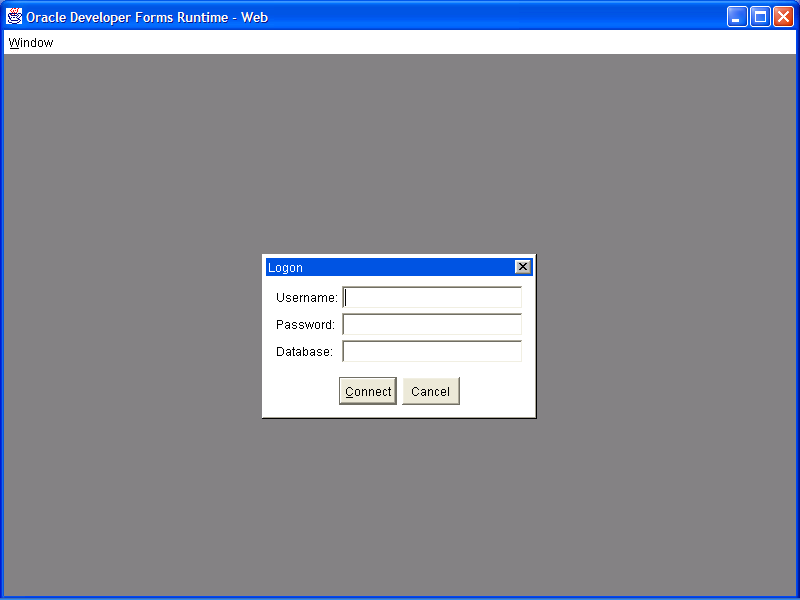 Oracle Developer Forms Runtime - Web
Window
Logon
Username:
Password:
Database:
Connect Cancel